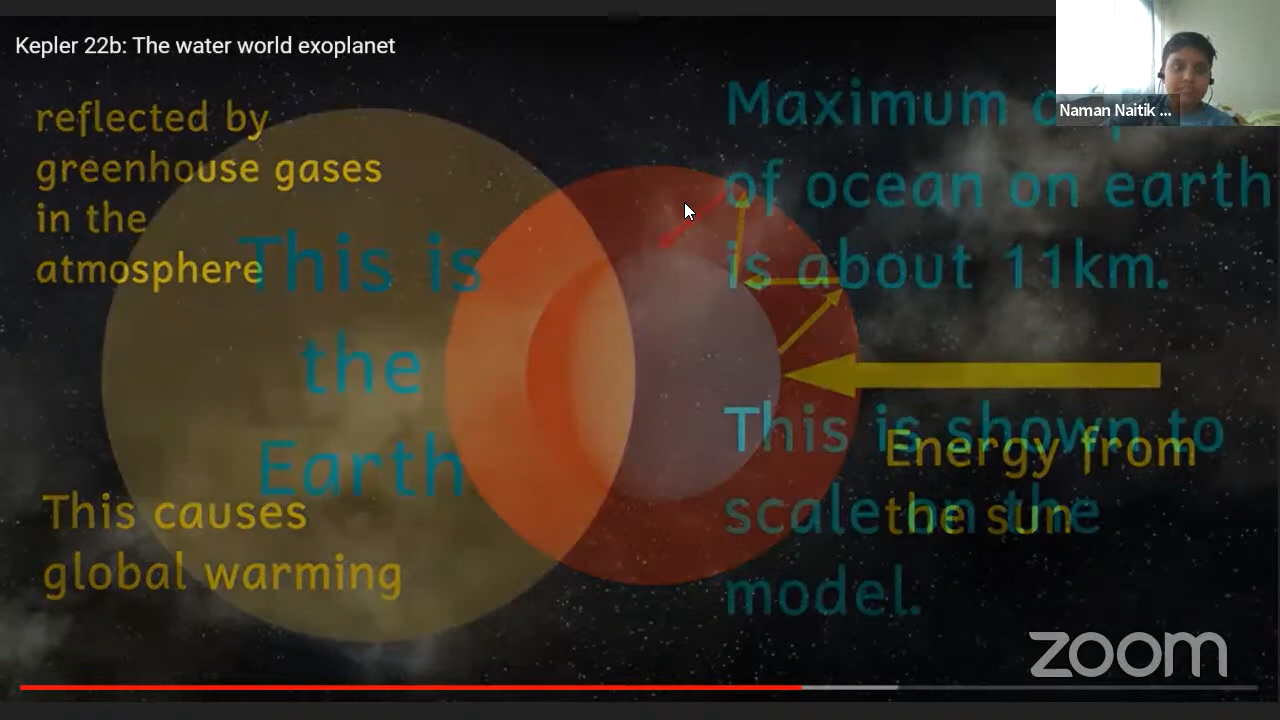 Kepler 22b: The water world exoplanet
Naman Naitik ...
reflected by
greenhouse gases
in the
atmosphere
This is
the
Earth
This causes
global warming
Maximum
of ocean on earth
is about 11km.
This is shown to
scale on the
model.
Energy from
the sun
zoom